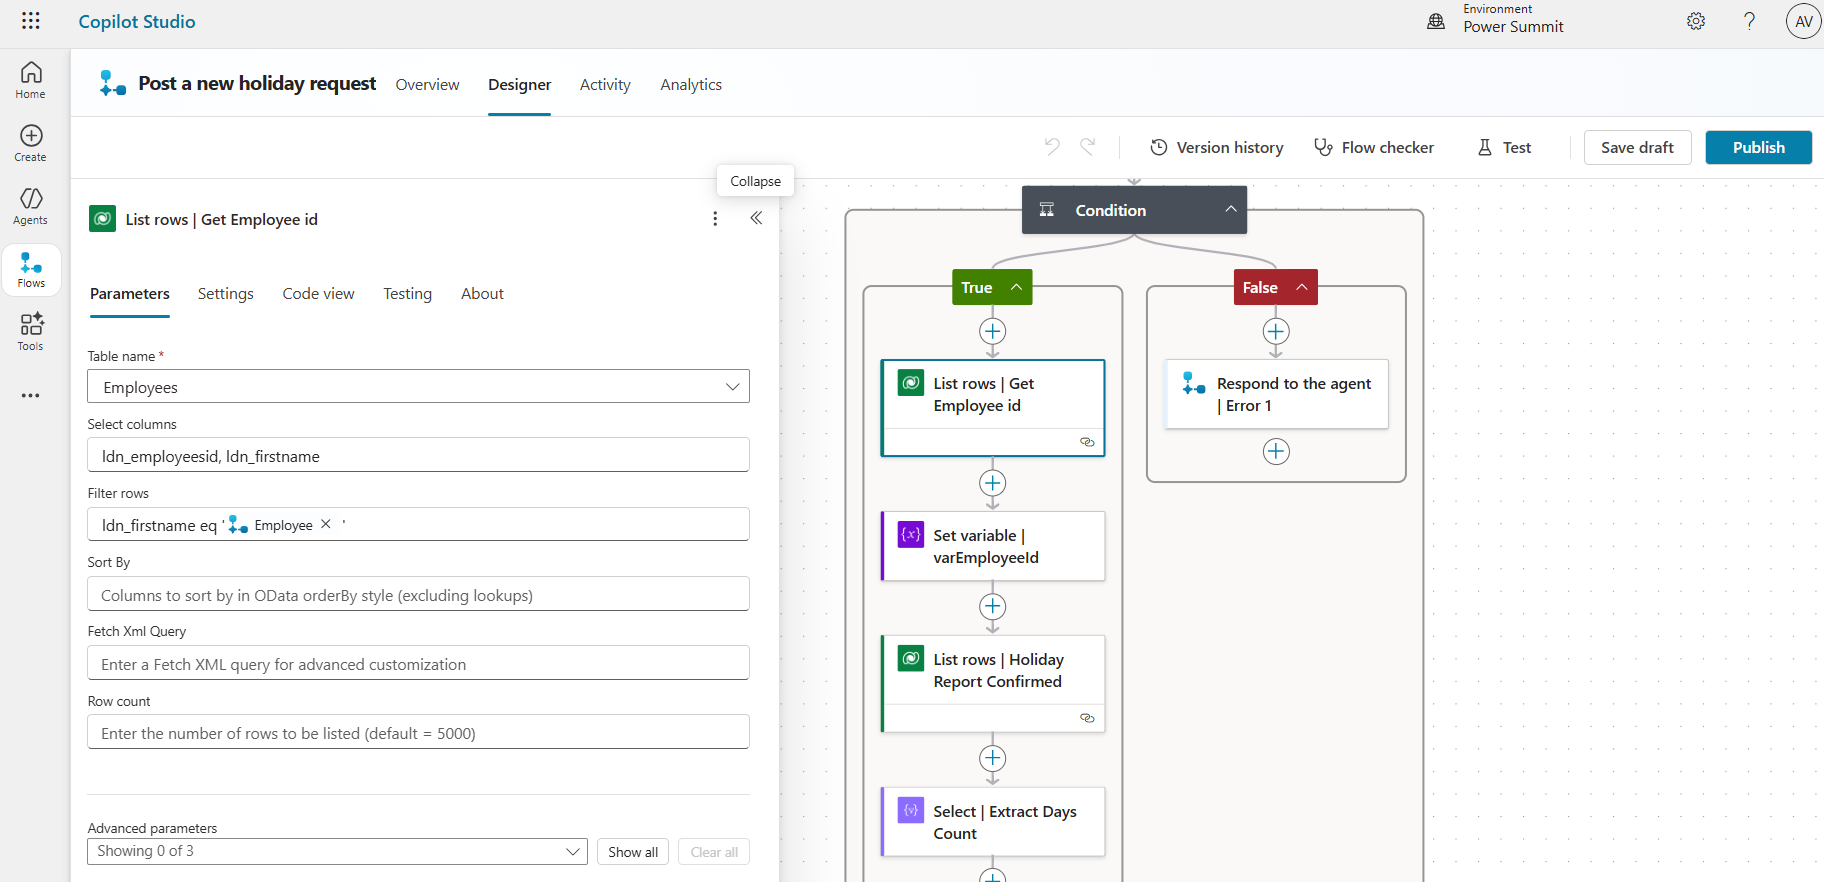 Copilot Studio
Environment
Power Summit
AV
Home
Create
Agents
Flows
Tools
Post a new holiday request
Overview
Designer
Activity
Analytics
Version history
Flow checker
Test
Save draft
Publish
Collapse
List rows | Get Employee id
Parameters
Settings
Code view
Testing
About
Table name *
Employees
Select columns
ldn_employeesid, ldn_firstname
Filter rows
ldn_firstname eq ' Employee × '
Sort By
Columns to sort by in OData orderBy style (excluding lookups)
Fetch Xml Query
Enter a Fetch XML query for advanced customization
Row count
Enter the number of rows to be listed (default = 5000)
Advanced parameters
Showing 0 of 3
Show all
Clear all
Condition
True
List rows | Get
Employee id
{x}
Set variable |
varEmployeeId
List rows | Holiday
Report Confirmed
{v}
Select | Extract Days
Count
False
Respond to the agent
| Error 1